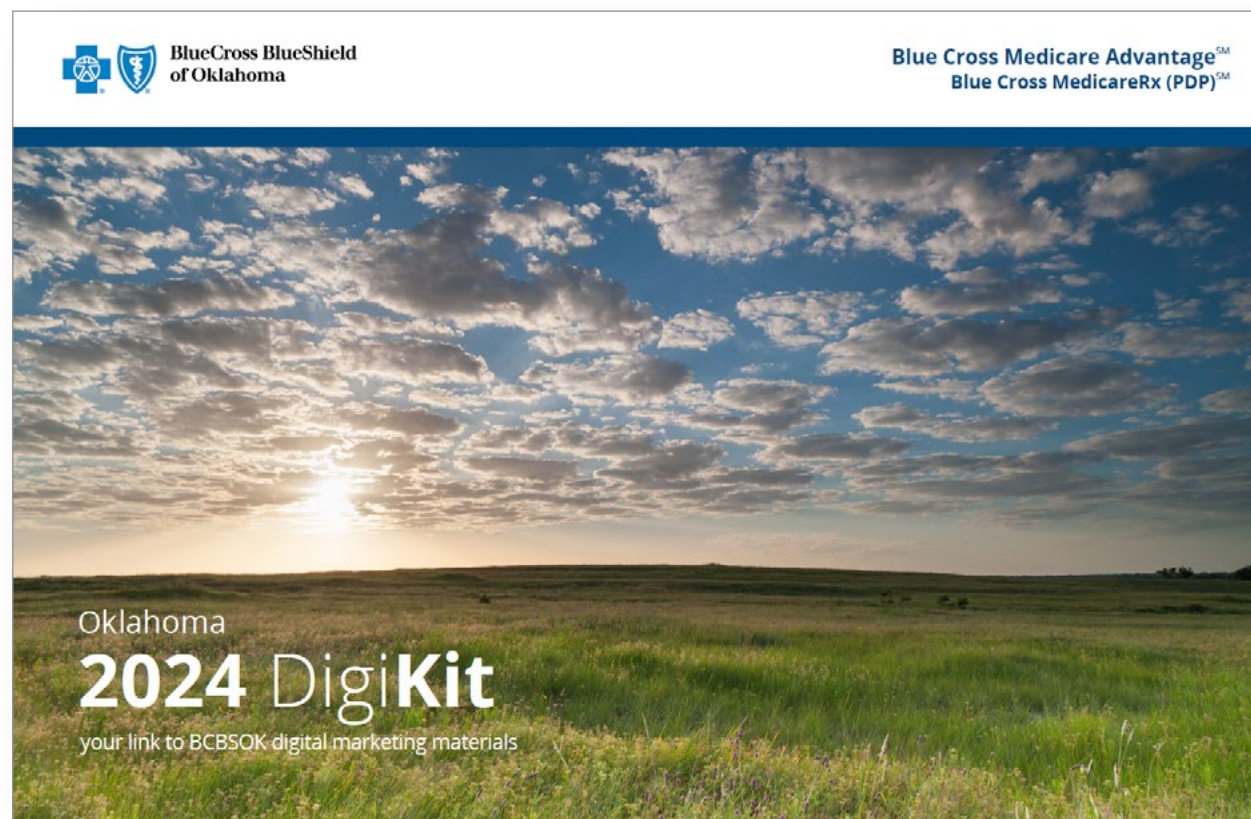 BlueCross BlueShield
of Oklahoma
Blue Cross Medicare Advantage℠
Blue Cross MedicareRx (PDP)℠
Oklahoma
2024 DigiKit
your link to BCBSOK digital marketing materials